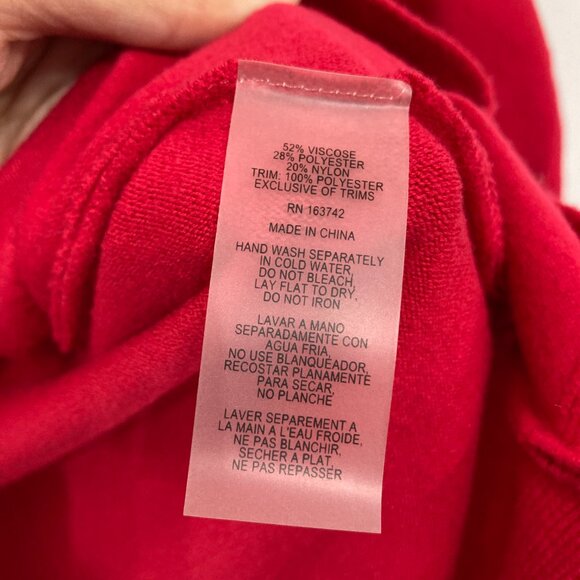 52% VISCOSE
28% POLYESTER
20% NYLON
TRIM: 100% POLYESTER
EXCLUSIVE OF TRIMS
RN 163742
MADE IN CHINA
HAND WASH SEPARATELY
IN COLD WATER,
DO NOT BLEACH,
LAY FLAT TO DRY,
DO NOT IRON
LAVAR A MANO
SEPARADAMENTE CON
AGUA FRIA,
NO USE BLANQUEADOR,
RECOSTAR PLANAMENTE
PARA SECAR,
NO PLANCHE
LAVER SEPAREMENT A
LA MAIN A L'EAU FROIDE,
NE PAS BLANCHIR,
SECHER A PLAT,
NE PAS REPASSER